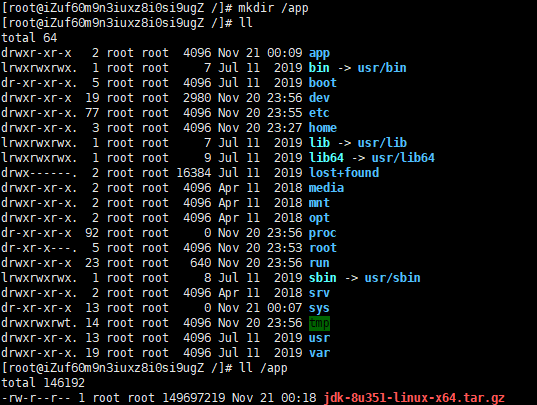 [root@iZuf60m9n3iuxz8i0si9ugZ /]# mkdir /app
[root@iZuf60m9n3iuxz8i0si9ugZ /]# ll
total 64
drwxr-xr-x   2 root root  4096 Nov 21 00:09 app
lrwxrwxrwx.  1 root root     7 Jul 11  2019 bin -> usr/bin
dr-xr-xr-x.  5 root root  4096 Jul 11  2019 boot
drwxr-xr-x  19 root root  2980 Nov 20 23:56 dev
drwxr-xr-x. 77 root root  4096 Nov 20 23:55 etc
drwxr-xr-x.  3 root root  4096 Nov 20 23:27 home
lrwxrwxrwx.  1 root root     7 Jul 11  2019 lib -> usr/lib
lrwxrwxrwx.  1 root root     9 Jul 11  2019 lib64 -> usr/lib64
drwx------.  2 root root 16384 Jul 11  2019 lost+found
drwxr-xr-x.  2 root root  4096 Apr 11  2018 media
drwxr-xr-x.  2 root root  4096 Apr 11  2018 mnt
drwxr-xr-x.  2 root root  4096 Apr 11  2018 opt
dr-xr-xr-x  92 root root     0 Nov 20 23:56 proc
dr-xr-x---.  5 root root  4096 Nov 20 23:53 root
drwxr-xr-x  23 root root   640 Nov 20 23:56 run
lrwxrwxrwx.  1 root root     8 Jul 11  2019 sbin -> usr/sbin
drwxr-xr-x.  2 root root  4096 Apr 11  2018 srv
dr-xr-xr-x  13 root root     0 Nov 21 00:07 sys
drwxrwxrwt. 14 root root  4096 Nov 20 23:56 tmp
drwxr-xr-x. 13 root root  4096 Jul 11  2019 usr
drwxr-xr-x. 19 root root  4096 Jul 11  2019 var
[root@iZuf60m9n3iuxz8i0si9ugZ /]# ll /app
total 146192
-rw-r--r-- 1 root root 149697219 Nov 21 00:18 jdk-8u351-linux-x64.tar.gz